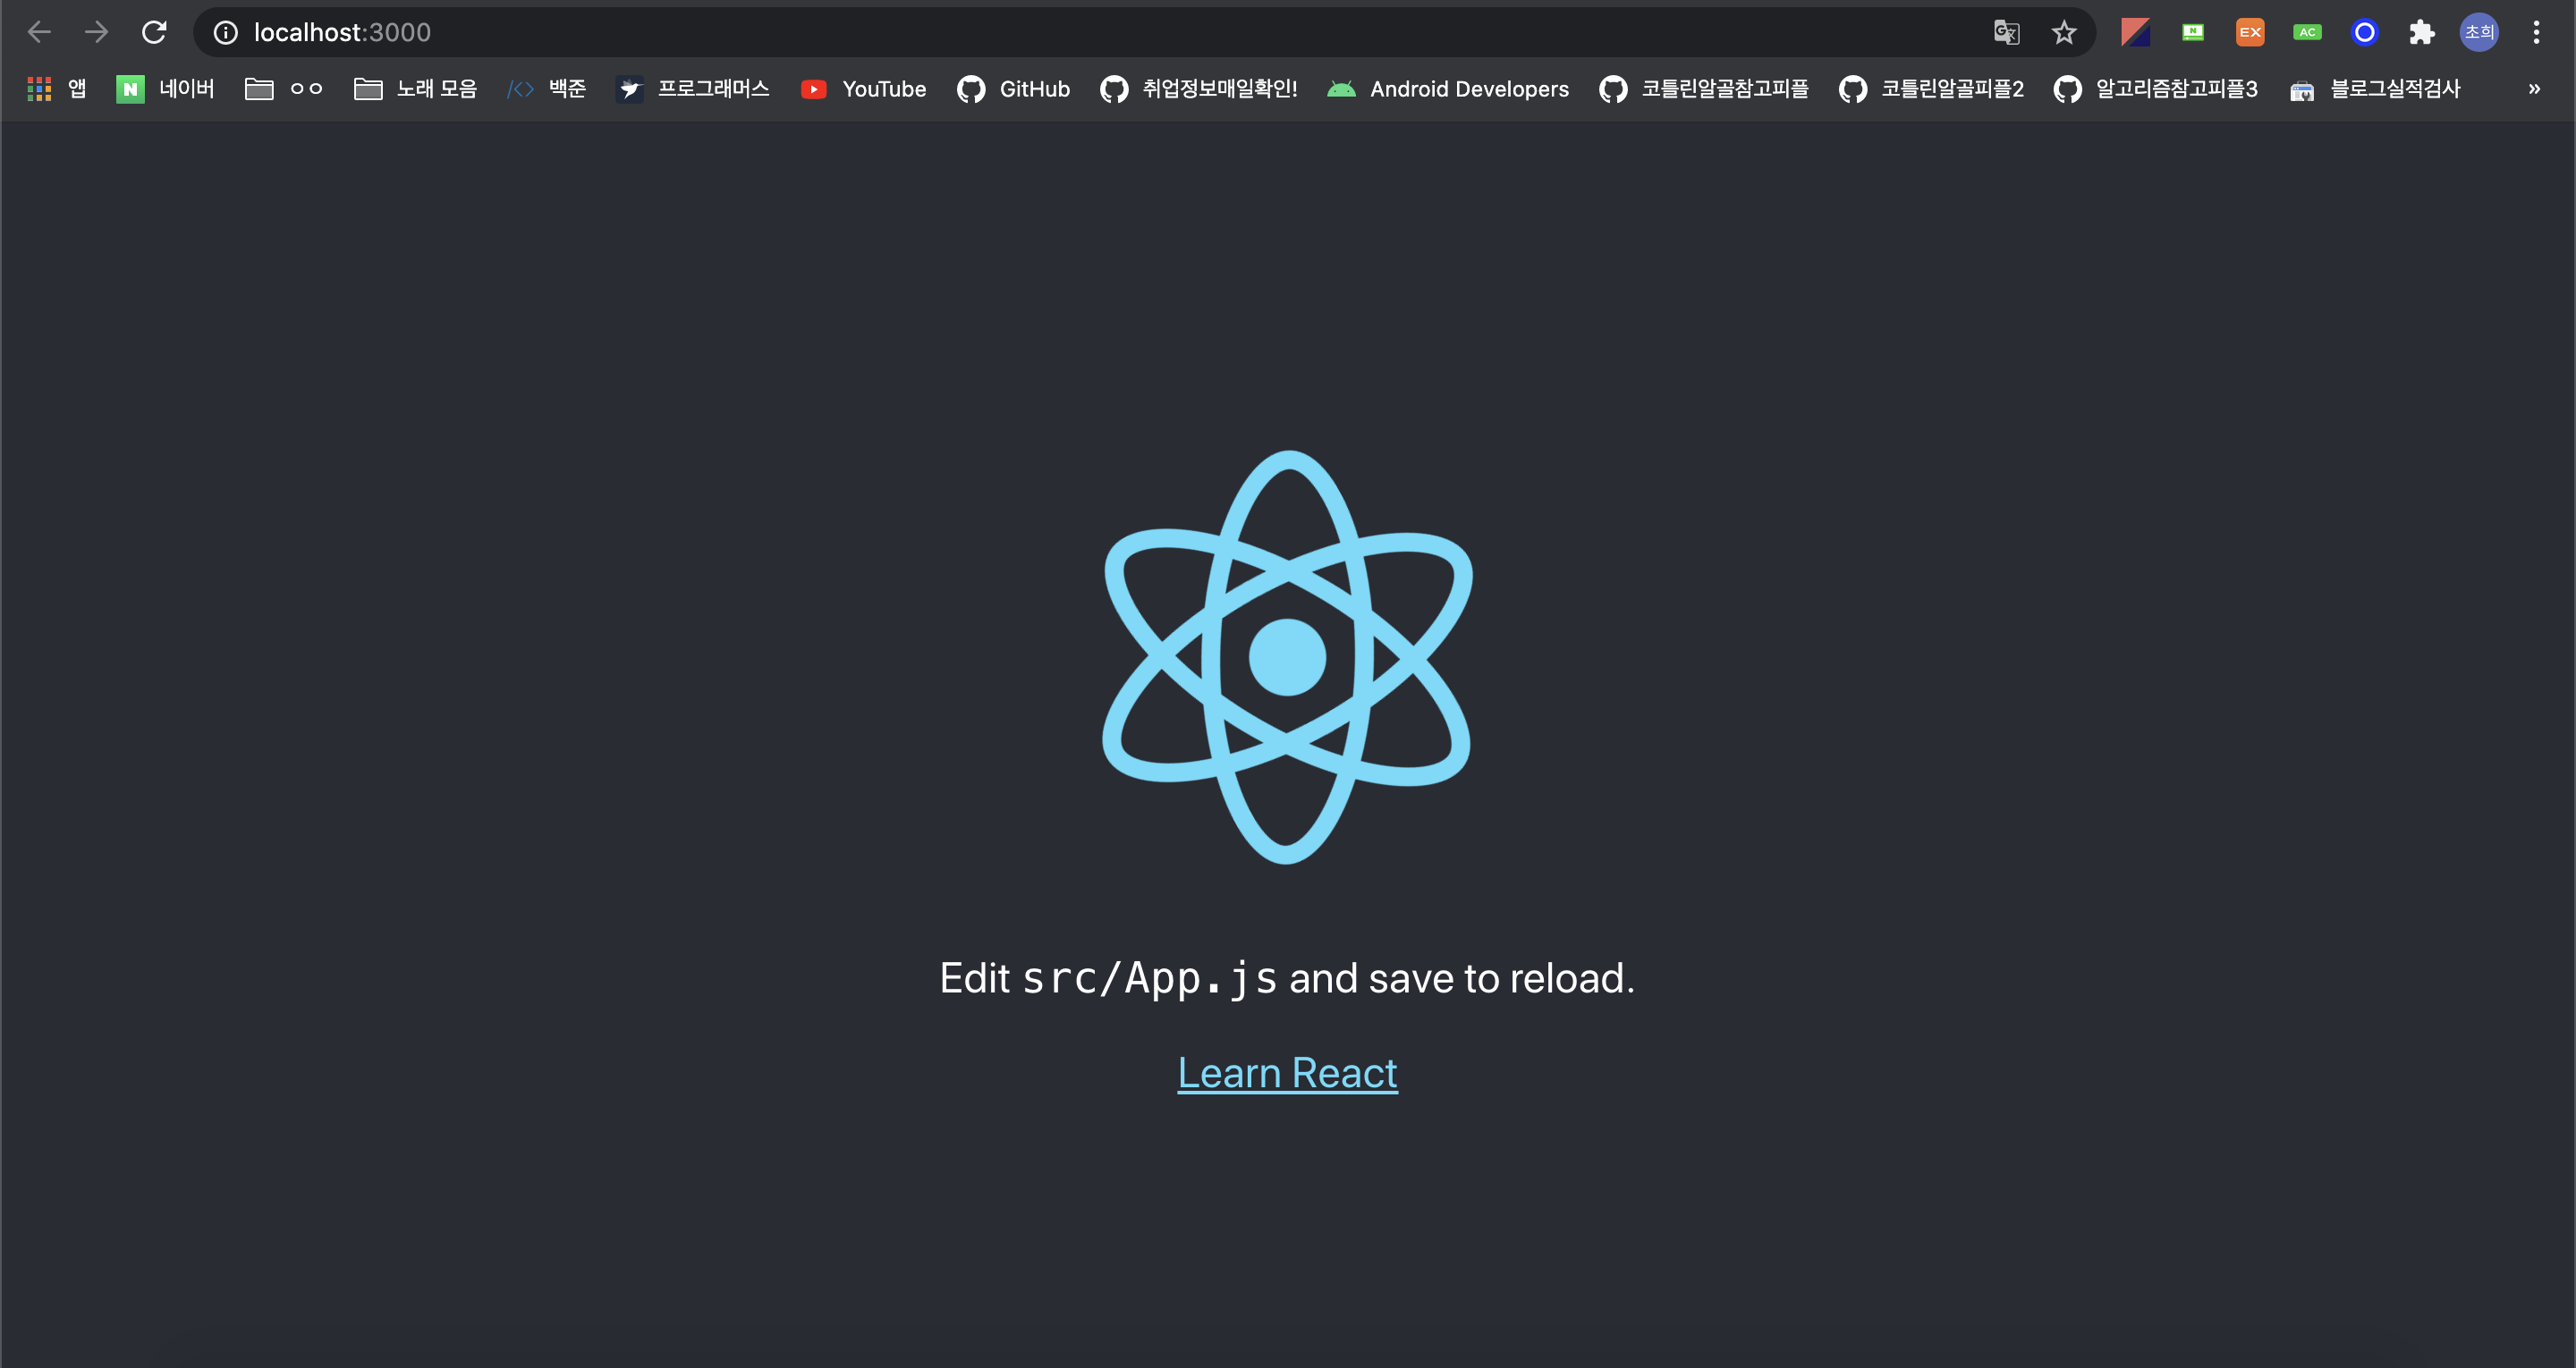 localhost:3000
EX AC 초희
앱 N 네이버 ㅇㅇ 노래 모음 백준 프로그래머스 YouTube GitHub 취업정보매일확인! Android Developers 코틀린알골참고피플 코틀린알골피플2 알고리즘참고피플3 블로그실적검사 »
Edit src/App.js and save to reload.
Learn React